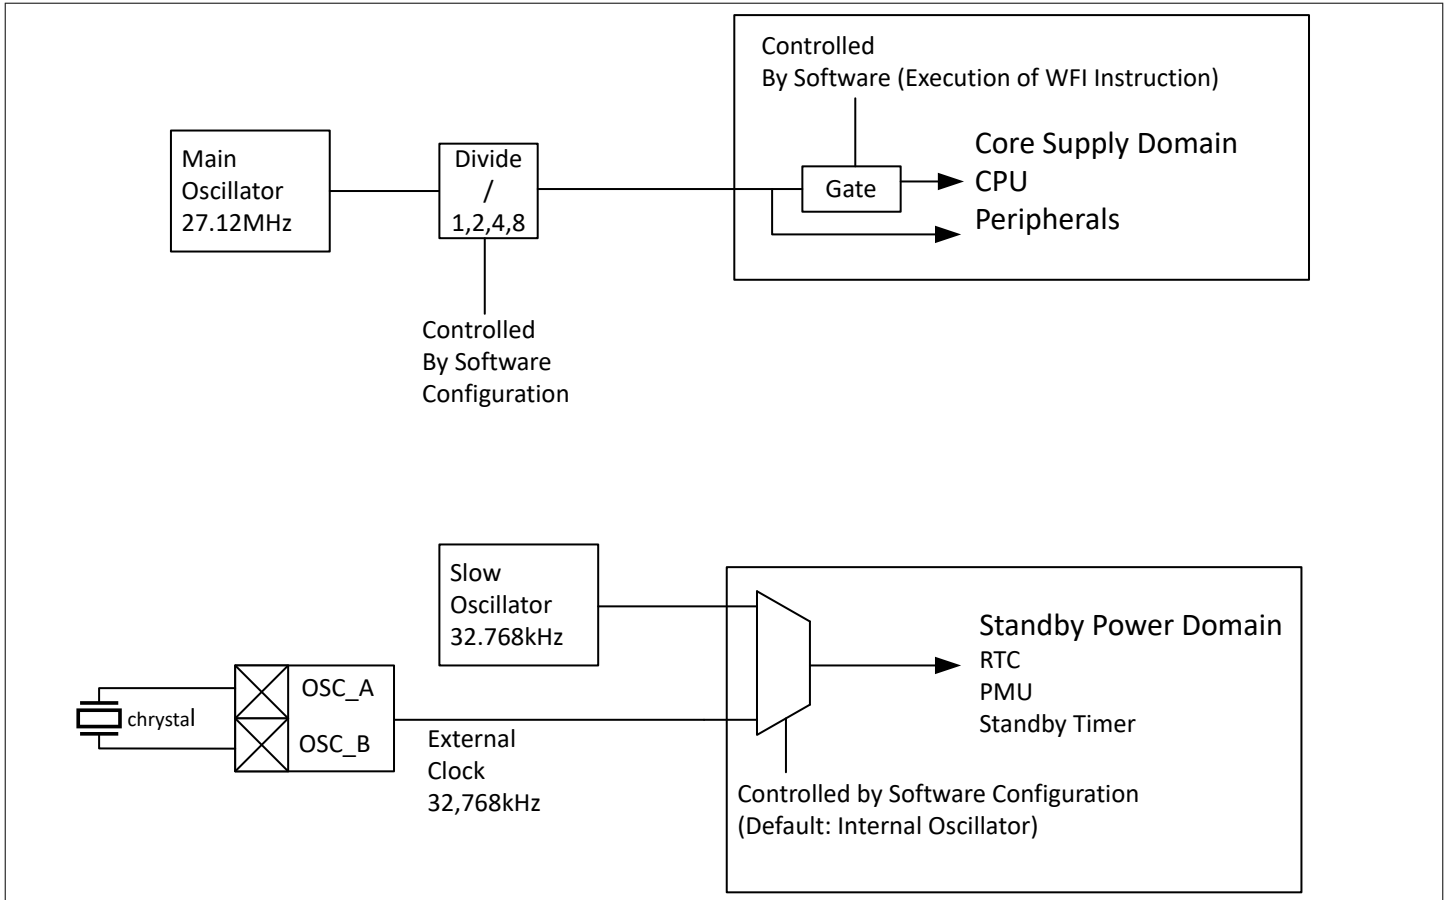 Controlled
By Software (Execution of WFI Instruction)
Main
Oscillator
27.12MHz
Divide
/
1,2,4,8
Gate
Core Supply Domain
CPU
Peripherals
Controlled
By Software
Configuration
Slow
Oscillator
32.768kHz
Standby Power Domain
RTC
PMU
Standby Timer
chrystal
OSC_A
OSC_B
External
Clock
32,768kHz
Controlled by Software Configuration
(Default: Internal Oscillator)